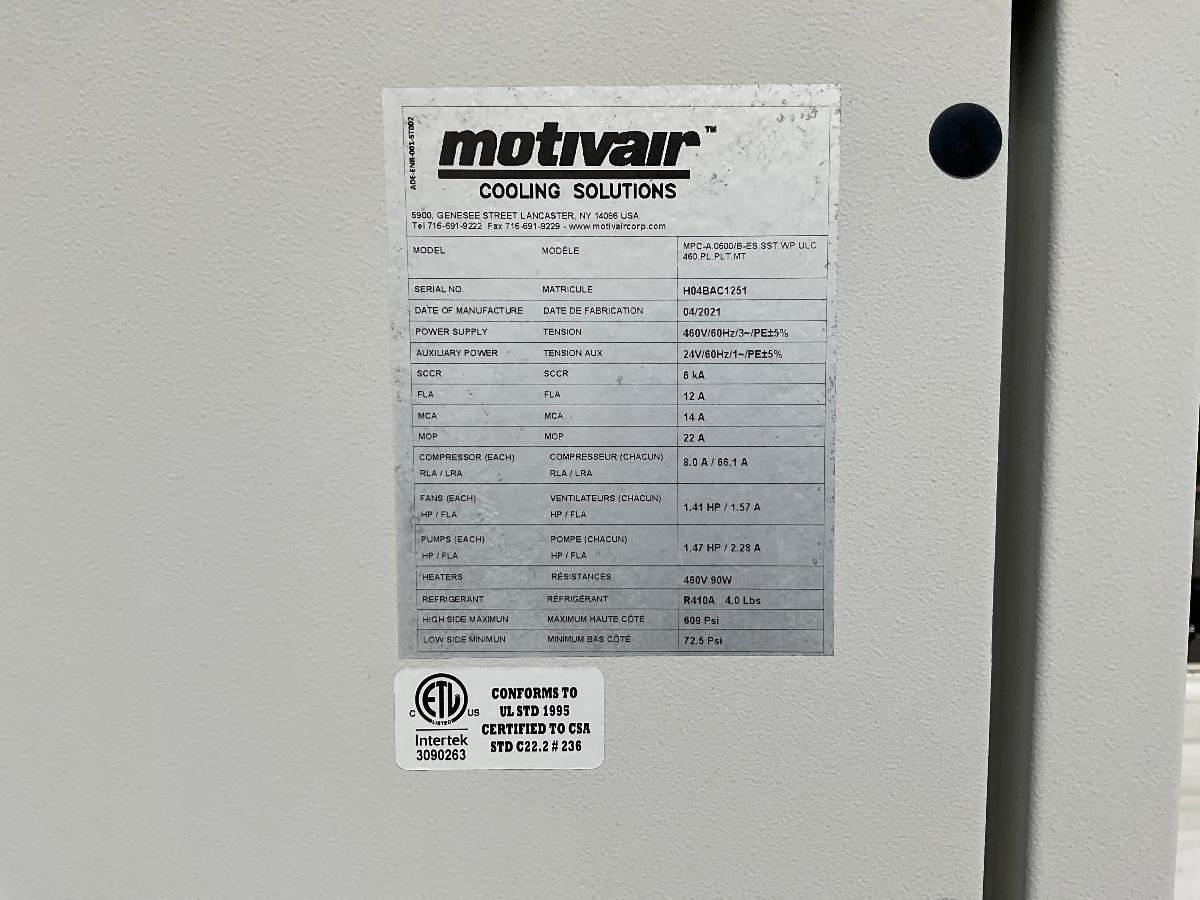 ADE-ENR-001-ST002
motivair™
COOLING SOLUTIONS
5900, GENESEE STREET LANCASTER, NY 14086 USA
Tel 716-691-9222 Fax 716-691-9229 - www.motivaircorp.com
MODEL MODÈLE MPC-A.0500/B-ES.SST.WP.ULC
460.PL.PLT.MT
SERIAL NO. MATRICULE H04BAC1251
DATE OF MANUFACTURE DATE DE FABRICATION 04/2021
POWER SUPPLY TENSION 460V/60Hz/3~/PE±5%
AUXILIARY POWER TENSION AUX 24V/60Hz/1~/PE±5%
SCCR SCCR 6 kA
FLA FLA 12 A
MCA MCA 14 A
MOP MOP 22 A
COMPRESSOR (EACH) COMPRESSEUR (CHACUN) 8.0 A / 66.1 A
RLA / LRA RLA / LRA
FANS (EACH) VENTILATEURS (CHACUN) 1.41 HP / 1.57 A
HP / FLA HP / FLA
PUMPS (EACH) POMPE (CHACUN) 1.47 HP / 2.28 A
HP / FLA HP / FLA
HEATERS RÉSISTANCES 460V 90W
REFRIGERANT RÉFRIGÉRANT R410A 4.0 Lbs
HIGH SIDE MAXIMUN MAXIMUM HAUTE CÔTÉ 609 Psi
LOW SIDE MINIMUN MINIMUM BAS CÔTÉ 72.5 Psi
C ETL US
LISTED
Intertek
3090263
CONFORMS TO
UL STD 1995
CERTIFIED TO CSA
STD C22.2 # 236